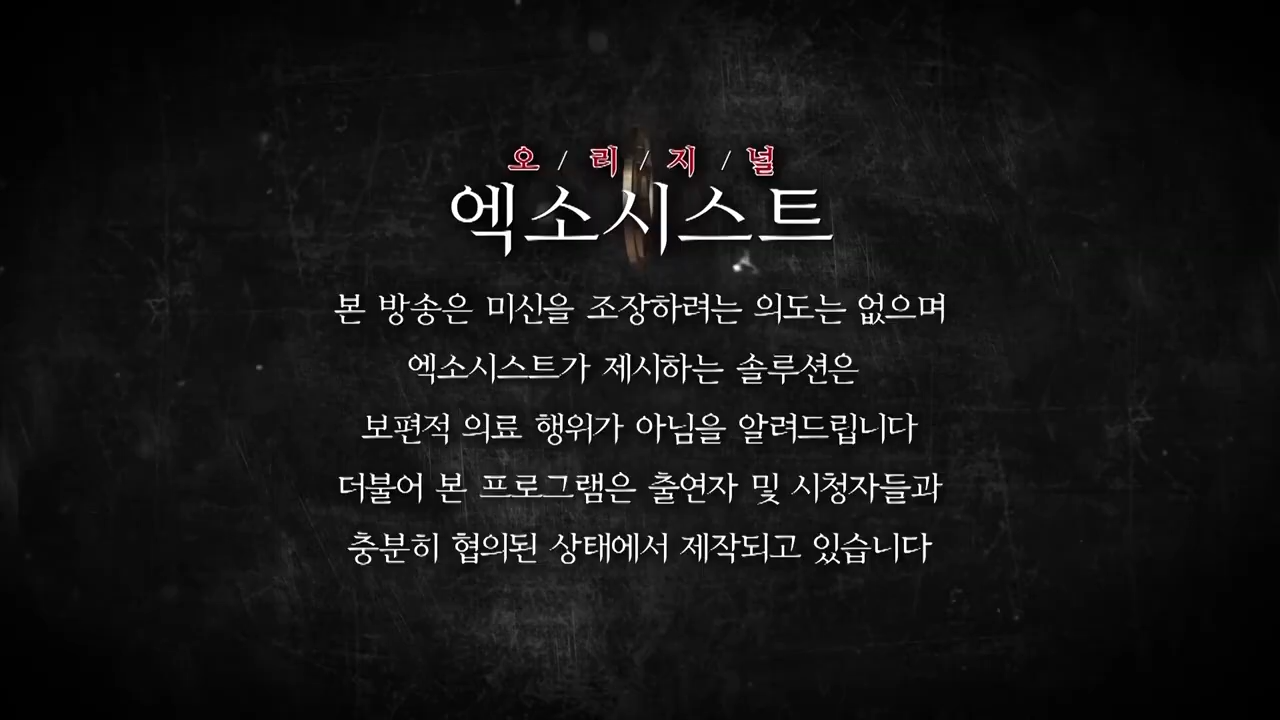 오/리/지/널
엑소시스트
본 방송은 미신을 조장하려는 의도는 없으며
엑소시스트가 제시하는 솔루션은
보편적 의료 행위가 아님을 알려드립니다
더불어 본 프로그램은 출연자 및 시청자들과
충분히 협의된 상태에서 제작되고 있습니다